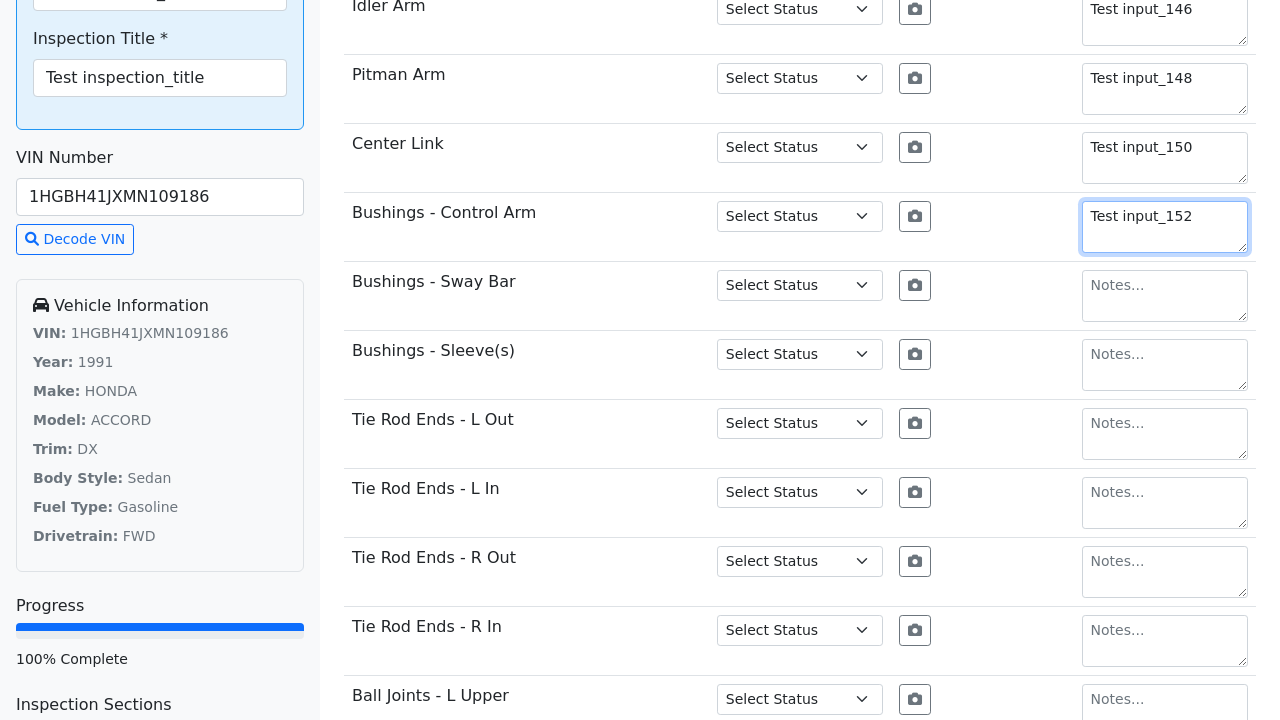 Inspection Title *
Test inspection_title
VIN Number
1HGBH41JXMN109186
Decode VIN
Vehicle Information
VIN: 1HGBH41JXMN109186
Year: 1991
Make: HONDA
Model: ACCORD
Trim: DX
Body Style: Sedan
Fuel Type: Gasoline
Drivetrain: FWD
Progress
100% Complete
Inspection Sections
Idler Arm Select Status Test input_146
Pitman Arm Select Status Test input_148
Center Link Select Status Test input_150
Bushings - Control Arm Select Status Test input_152
Bushings - Sway Bar Select Status Notes...
Bushings - Sleeve(s) Select Status Notes...
Tie Rod Ends - L Out Select Status Notes...
Tie Rod Ends - L In Select Status Notes...
Tie Rod Ends - R Out Select Status Notes...
Tie Rod Ends - R In Select Status Notes...
Ball Joints - L Upper Select Status Notes...